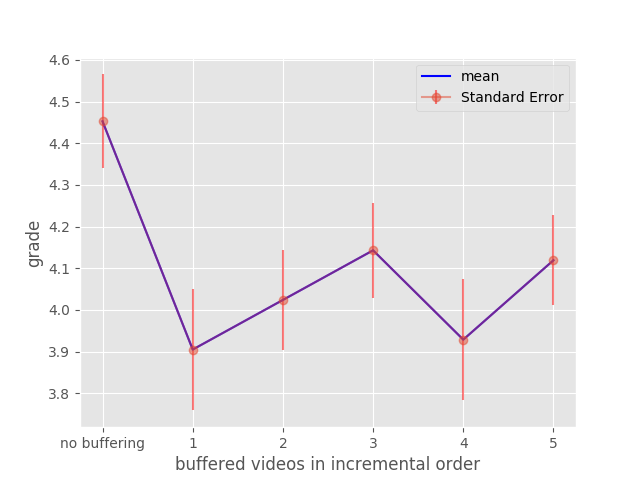 4.6
4.5
4.4
4.3
4.2
4.1
4.0
3.9
3.8
grade
mean
Standard Error
no buffering 1 2 3 4 5
buffered videos in incremental order